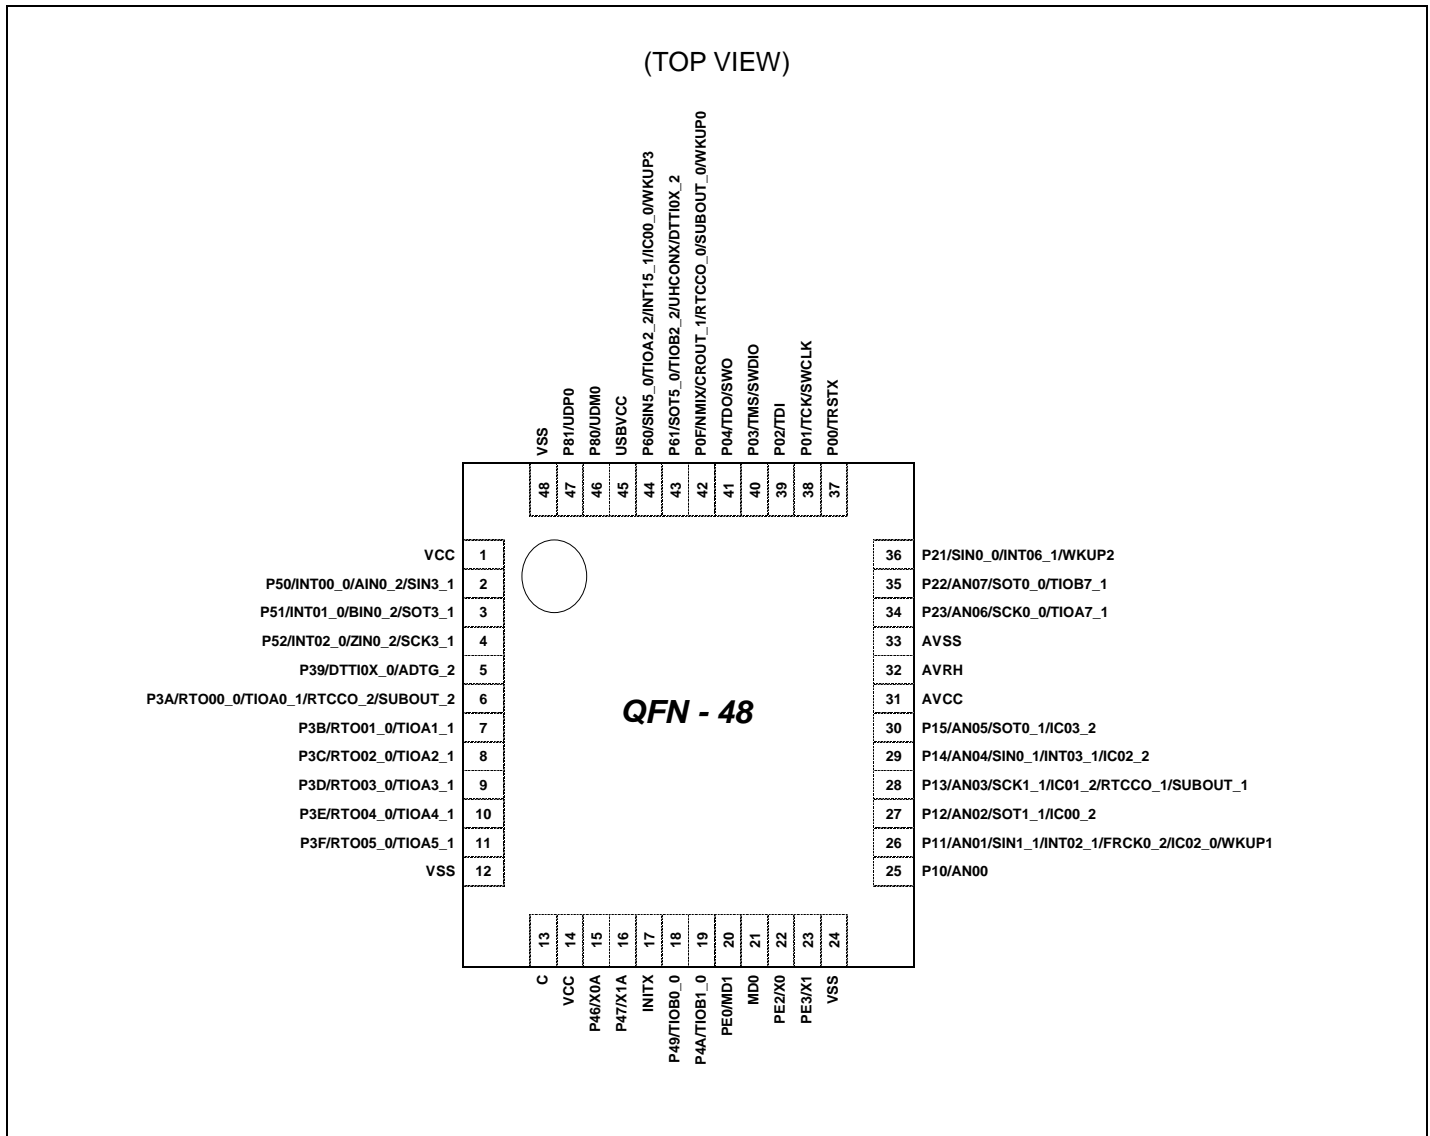 (TOP VIEW)
VSS
P81/UDP0
P80/UDM0
USBVCC
P60/SIN5_0/TIOA2_2/INT15_1/IC00_0/WKUP3
P61/SOT5_0/TIOB2_2/UHCONX/DTTI0X_2
P0F/NMIX/CROUT_1/RTCCO_0/SUBOUT_0/WKUP0
P04/TDO/SWO
P03/TMS/SWDIO
P02/TDI
P01/TCK/SWCLK
P00/TRSTX
48 47 46 45 44 43 42 41 40 39 38 37
VCC 1
P50/INT00_0/AIN0_2/SIN3_1 2
P51/INT01_0/BIN0_2/SOT3_1 3
P52/INT02_0/ZIN0_2/SCK3_1 4
P39/DTTI0X_0/ADTG_2 5
P3A/RTO00_0/TIOA0_1/RTCCO_2/SUBOUT_2 6
P3B/RTO01_0/TIOA1_1 7
P3C/RTO02_0/TIOA2_1 8
P3D/RTO03_0/TIOA3_1 9
P3E/RTO04_0/TIOA4_1 10
P3F/RTO05_0/TIOA5_1 11
VSS 12
QFN - 48
36 P21/SIN0_0/INT06_1/WKUP2
35 P22/AN07/SOT0_0/TIOB7_1
34 P23/AN06/SCK0_0/TIOA7_1
33 AVSS
32 AVRH
31 AVCC
30 P15/AN05/SOT0_1/IC03_2
29 P14/AN04/SIN0_1/INT03_1/IC02_2
28 P13/AN03/SCK1_1/IC01_2/RTCCO_1/SUBOUT_1
27 P12/AN02/SOT1_1/IC00_2
26 P11/AN01/SIN1_1/INT02_1/FRCK0_2/IC02_0/WKUP1
25 P10/AN00
13 14 15 16 17 18 19 20 21 22 23 24
C
VCC
P46/X0A
P47/X1A
INITX
P49/TIOB0_0
P4A/TIOB1_0
PE0/MD1
MD0
PE2/X0
PE3/X1
VSS